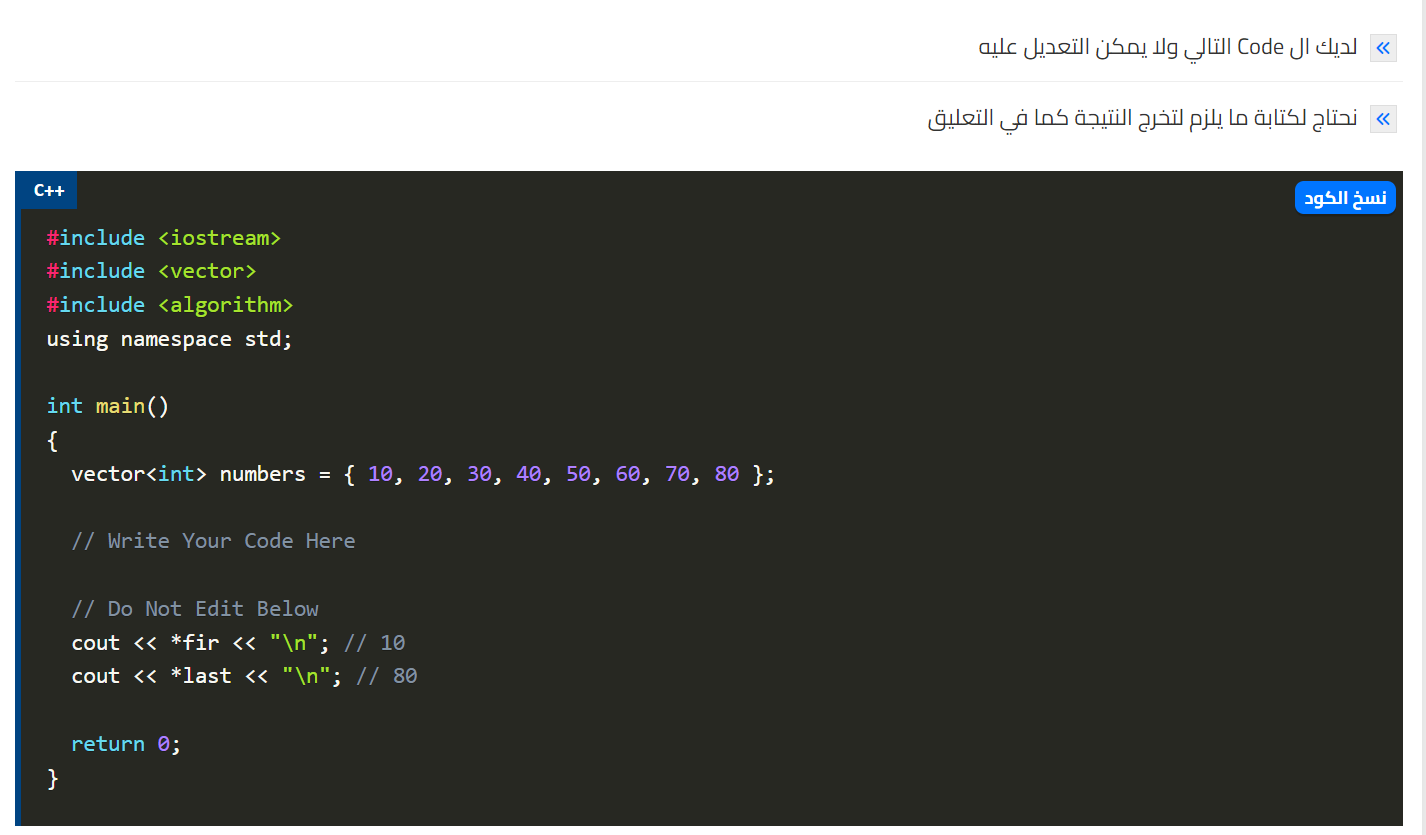 لديك ال Code التالي ولا يمكن التعديل عليه
نحتاج لكتابة ما يلزم لتخرج النتيجة كما في التعليق
C++
نسخ الكود
#include <iostream>
#include <vector>
#include <algorithm>
using namespace std;
int main()
{
vector<int> numbers = { 10, 20, 30, 40, 50, 60, 70, 80 };
// Write Your Code Here
// Do Not Edit Below
cout << *fir << "\n"; // 10
cout << *last << "\n"; // 80
return 0;
}